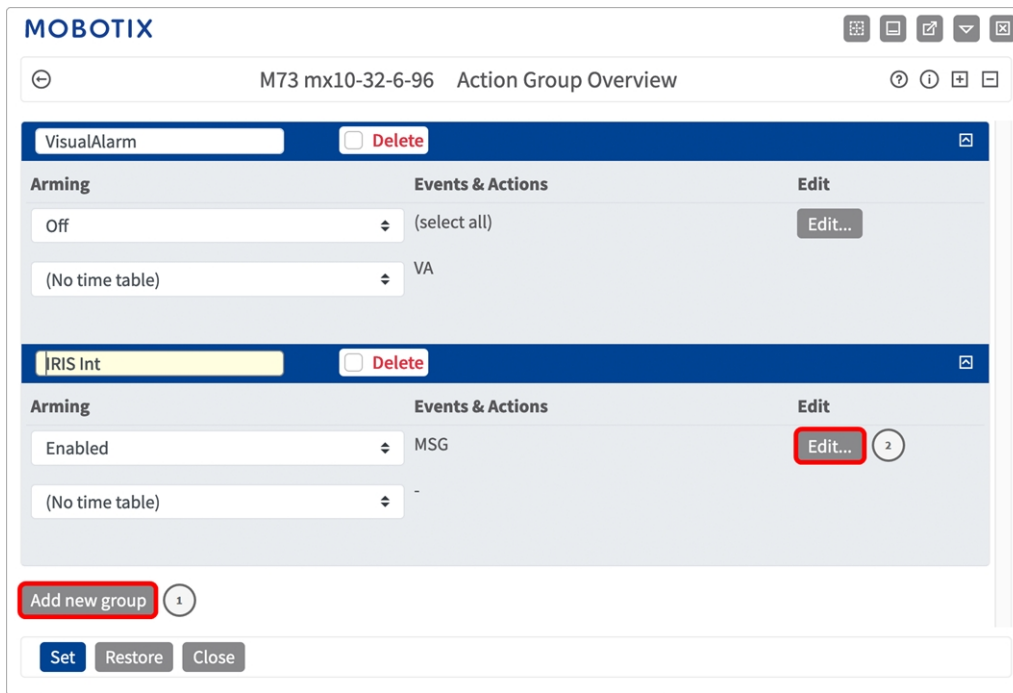 MOBOTIX
M73 mx10-32-6-96 Action Group Overview
VisualAlarm Delete
Arming Events & Actions Edit
Off (select all) Edit...
(No time table) VA
IRIS Int Delete
Arming Events & Actions Edit
Enabled MSG Edit... 2
(No time table) -
Add new group 1
Set Restore Close